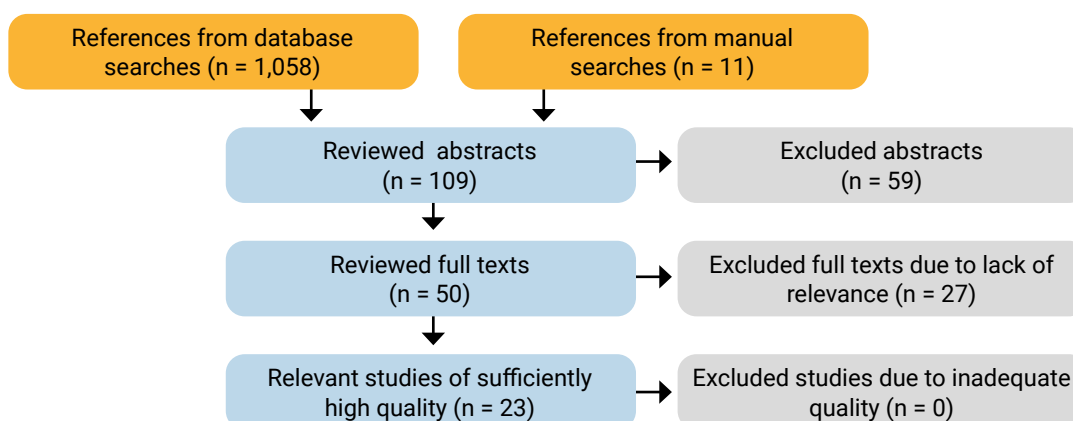 References from database
searches (n = 1,058)
References from manual
searches (n = 11)
Reviewed abstracts
(n = 109)
Excluded abstracts
(n = 59)
Reviewed full texts
(n = 50)
Excluded full texts due to lack of
relevance (n = 27)
Relevant studies of sufficiently
high quality (n = 23)
Excluded studies due to inadequate
quality (n = 0)